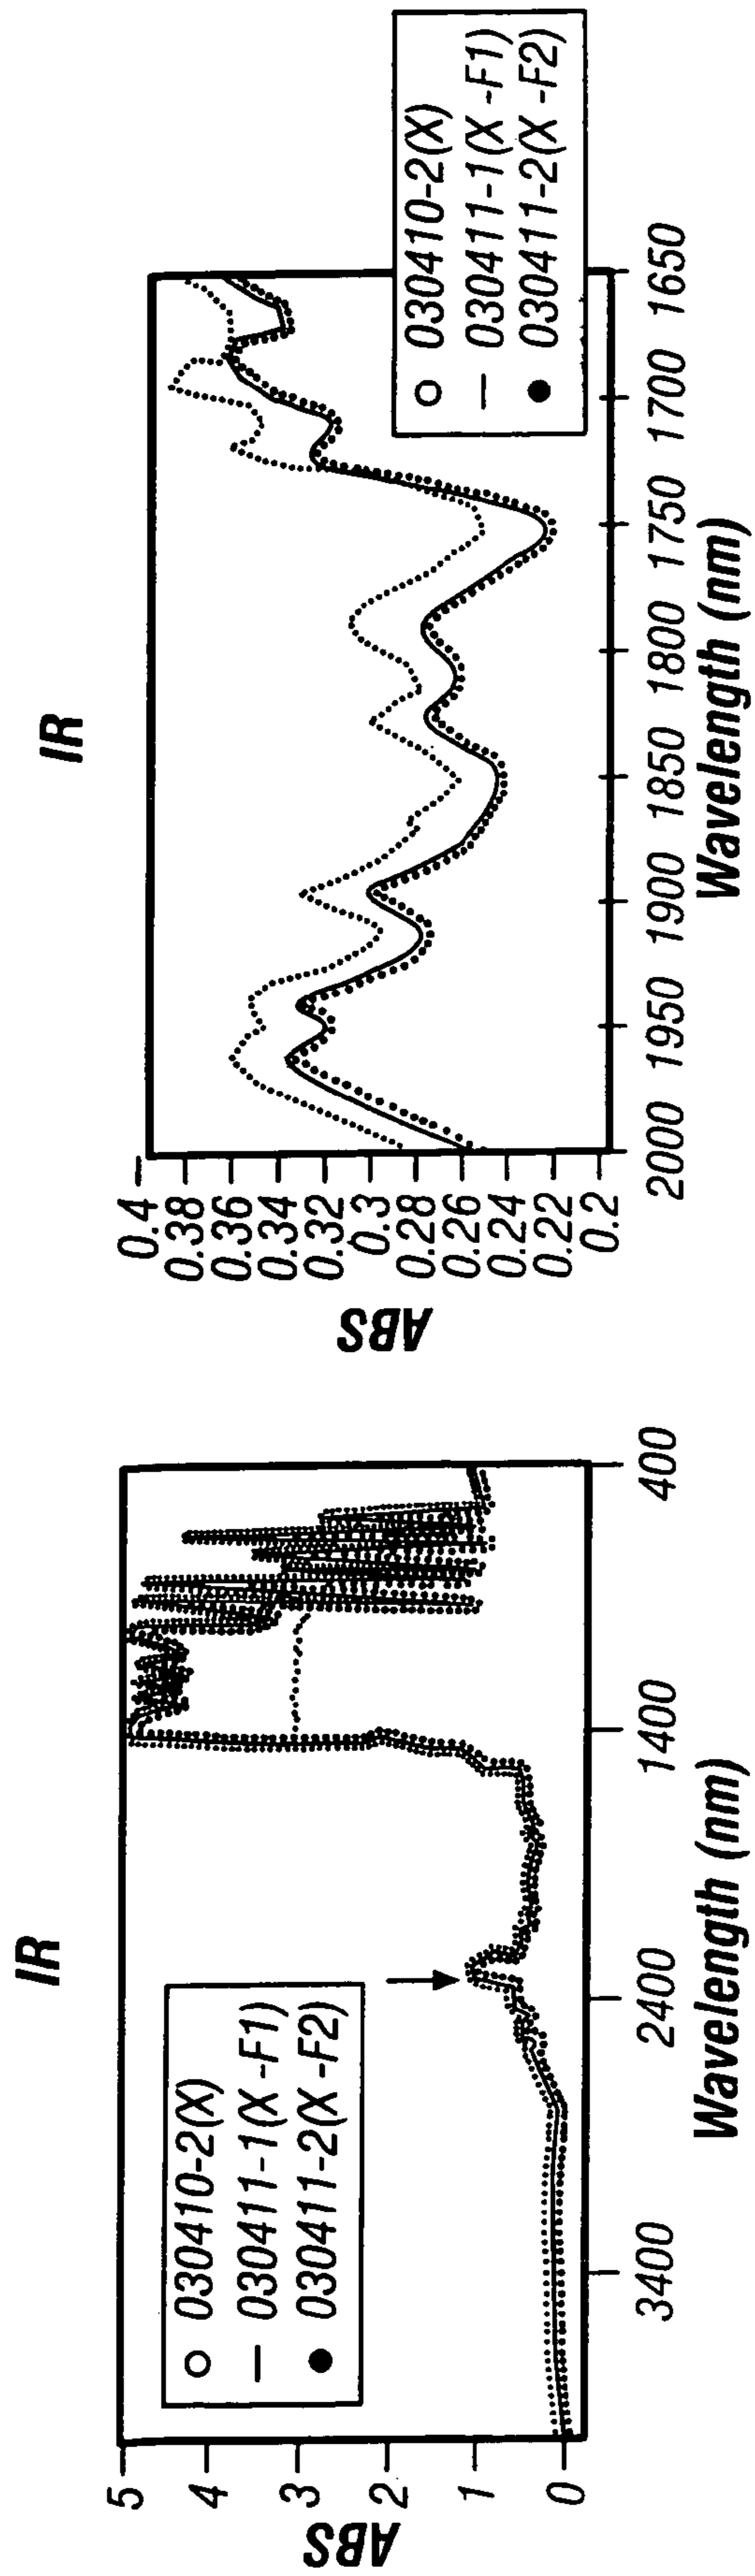 IR
ABS
5
4
3
2
1
0
030410-2(X)
030411-1(X -F1)
030411-2(X -F2)
3400
2400
1400
400
Wavelength (nm)
IR
ABS
0.4
0.38
0.36
0.34
0.32
0.3
0.28
0.26
0.24
0.22
0.2
2000
1950
1900
1850
1800
1750
1700
1650
Wavelength (nm)
030410-2(X)
030411-1(X -F1)
030411-2(X -F2)